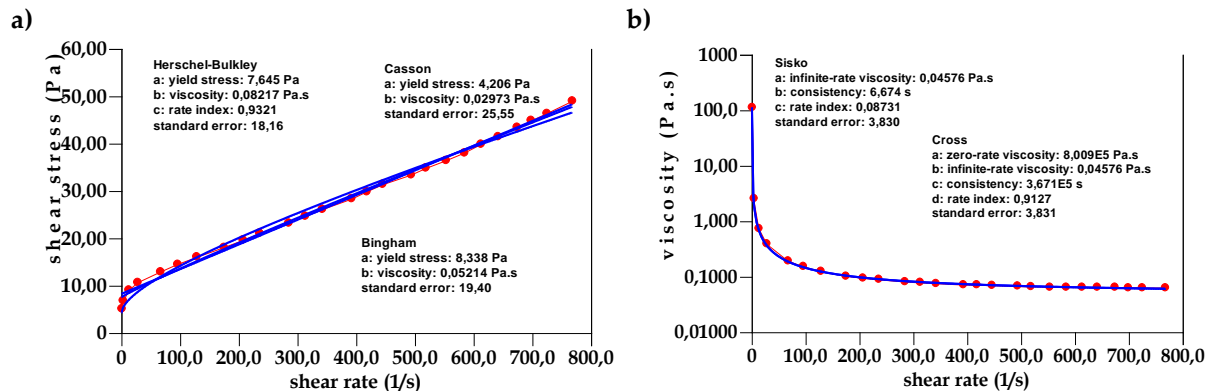 a)
shear stress (Pa)
60,00
50,00
40,00
30,00
20,00
10,00
0
Herschel-Bulkley
a: yield stress: 7,645 Pa
b: viscosity: 0,08217 Pa.s
c: rate index: 0,9321
standard error: 18,16
Casson
a: yield stress: 4,206 Pa
b: viscosity: 0,02973 Pa.s
standard error: 25,55
Bingham
a: yield stress: 8,338 Pa
b: viscosity: 0,05214 Pa.s
standard error: 19,40
0 100,0 200,0 300,0 400,0 500,0 600,0 700,0 800,0
shear rate (1/s)
b)
viscosity (Pa.s)
1000
100,0
10,00
1,000
0,1000
0,01000
Sisko
a: infinite-rate viscosity: 0,04576 Pa.s
b: consistency: 6,674 s
c: rate index: 0,08731
standard error: 3,830
Cross
a: zero-rate viscosity: 8,009E5 Pa.s
b: infinite-rate viscosity: 0,04576 Pa.s
c: consistency: 3,671E5 s
d: rate index: 0,9127
standard error: 3,831
0 100,0 200,0 300,0 400,0 500,0 600,0 700,0 800,0
shear rate (1/s)